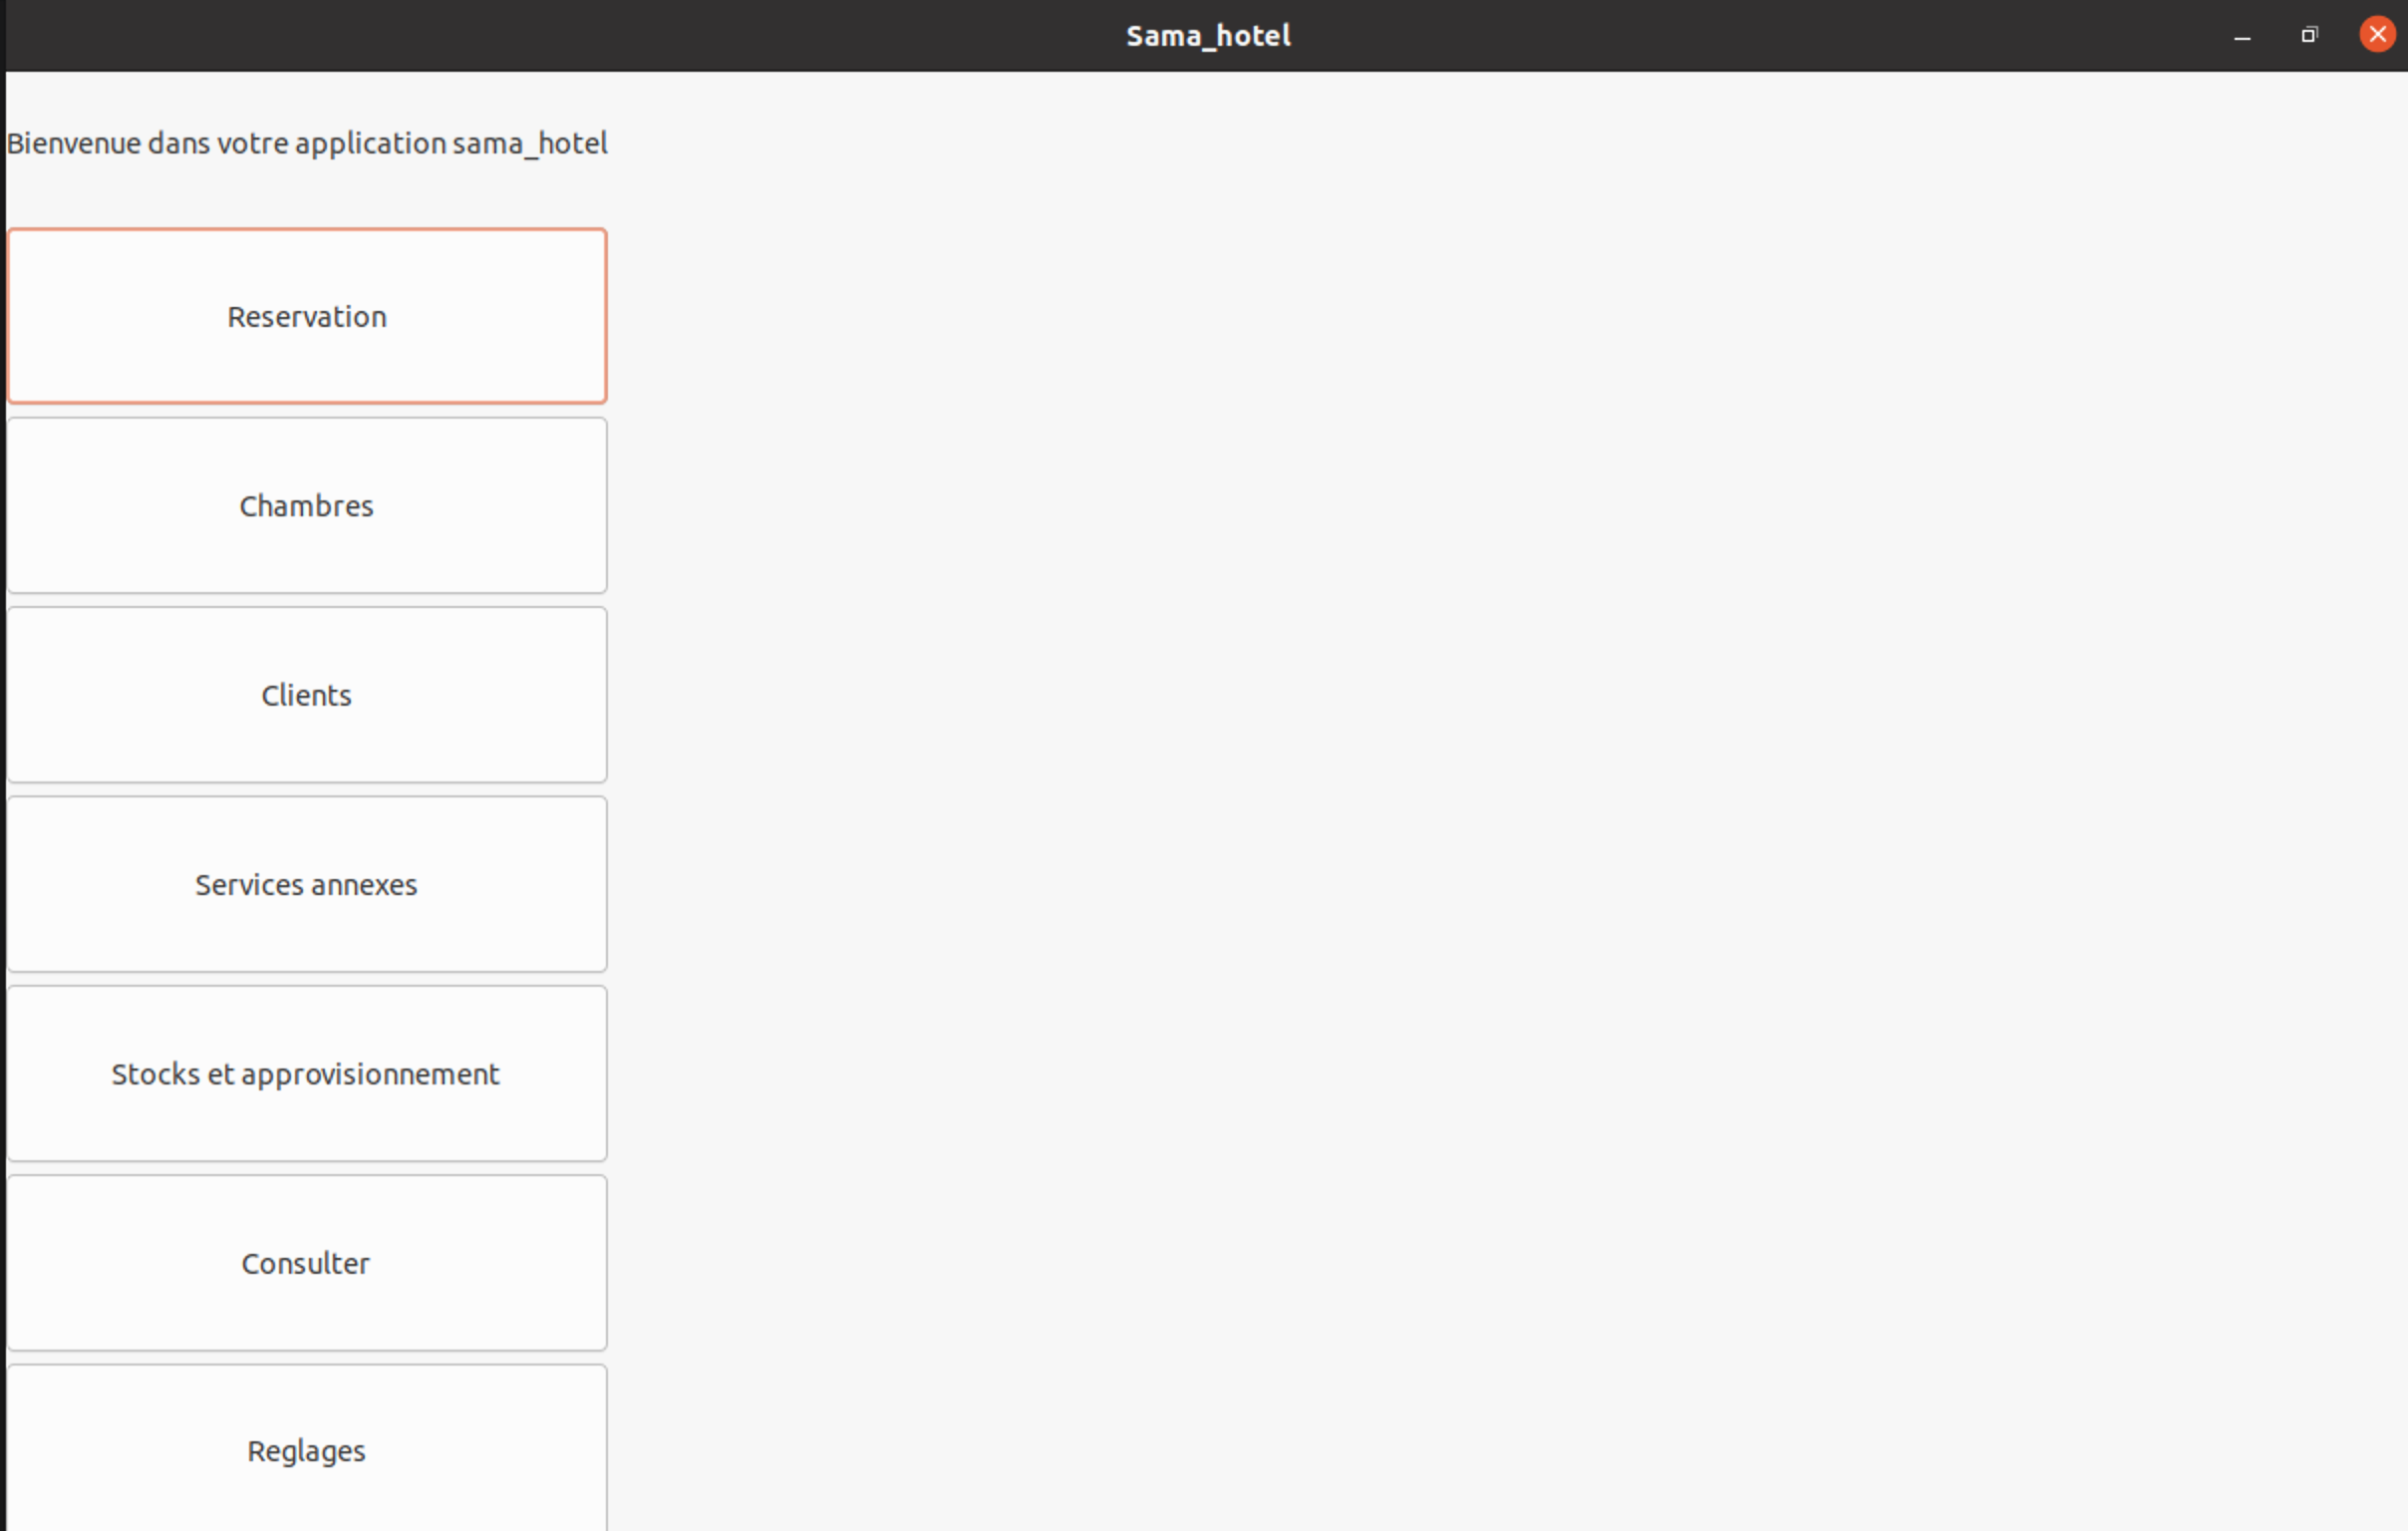 Sama_hotel
Bienvenue dans votre application sama_hotel
Reservation
Chambres
Clients
Services annexes
Stocks et approvisionnement
Consulter
Reglages